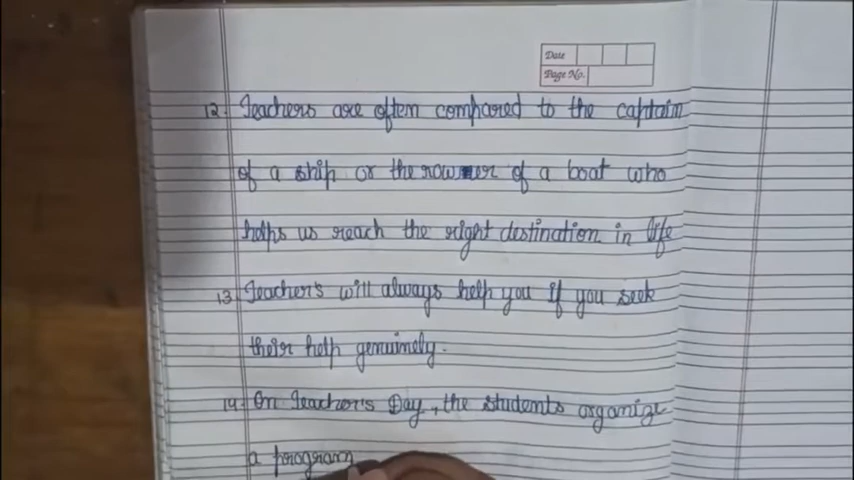 Date
Page No.
12. Teachers are often compared to the captain
of a ship or the rowner of a boat who
helps us reach the right destination in life
13. Teacher's will always help you if you seek
their help genuinely.
14. On Teacher's Day, the students organize
a program